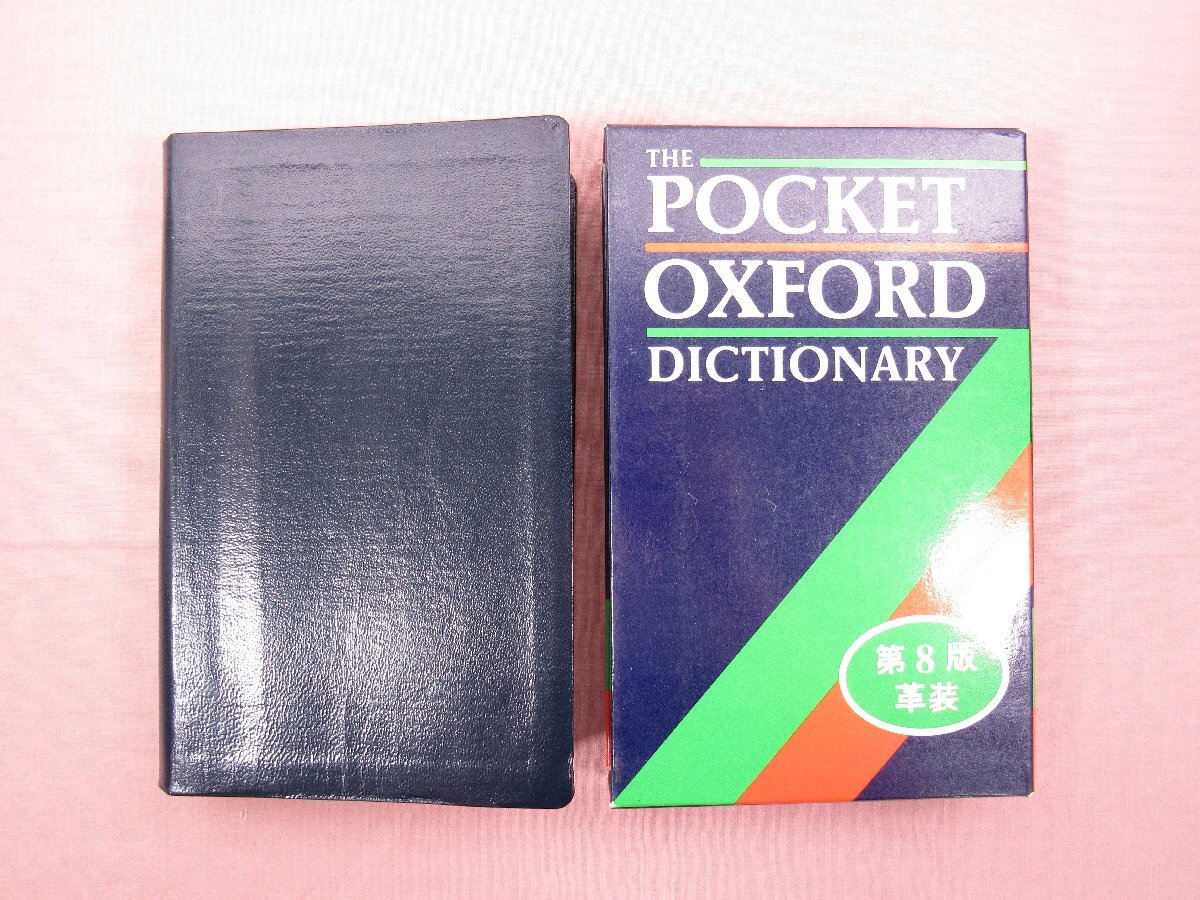 THE
POCKET
OXFORD
DICTIONARY
第8版
革装